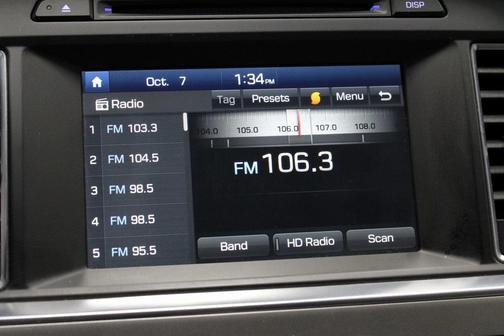 DISP
Oct. 7 1:34 PM
Radio Tag Presets Menu
104.0 105.0 106.0 107.0 108.0
1 FM 103.3
2 FM 104.5
3 FM 98.5
4 FM 98.5
5 FM 95.5
FM 106.3
Band HD Radio Scan